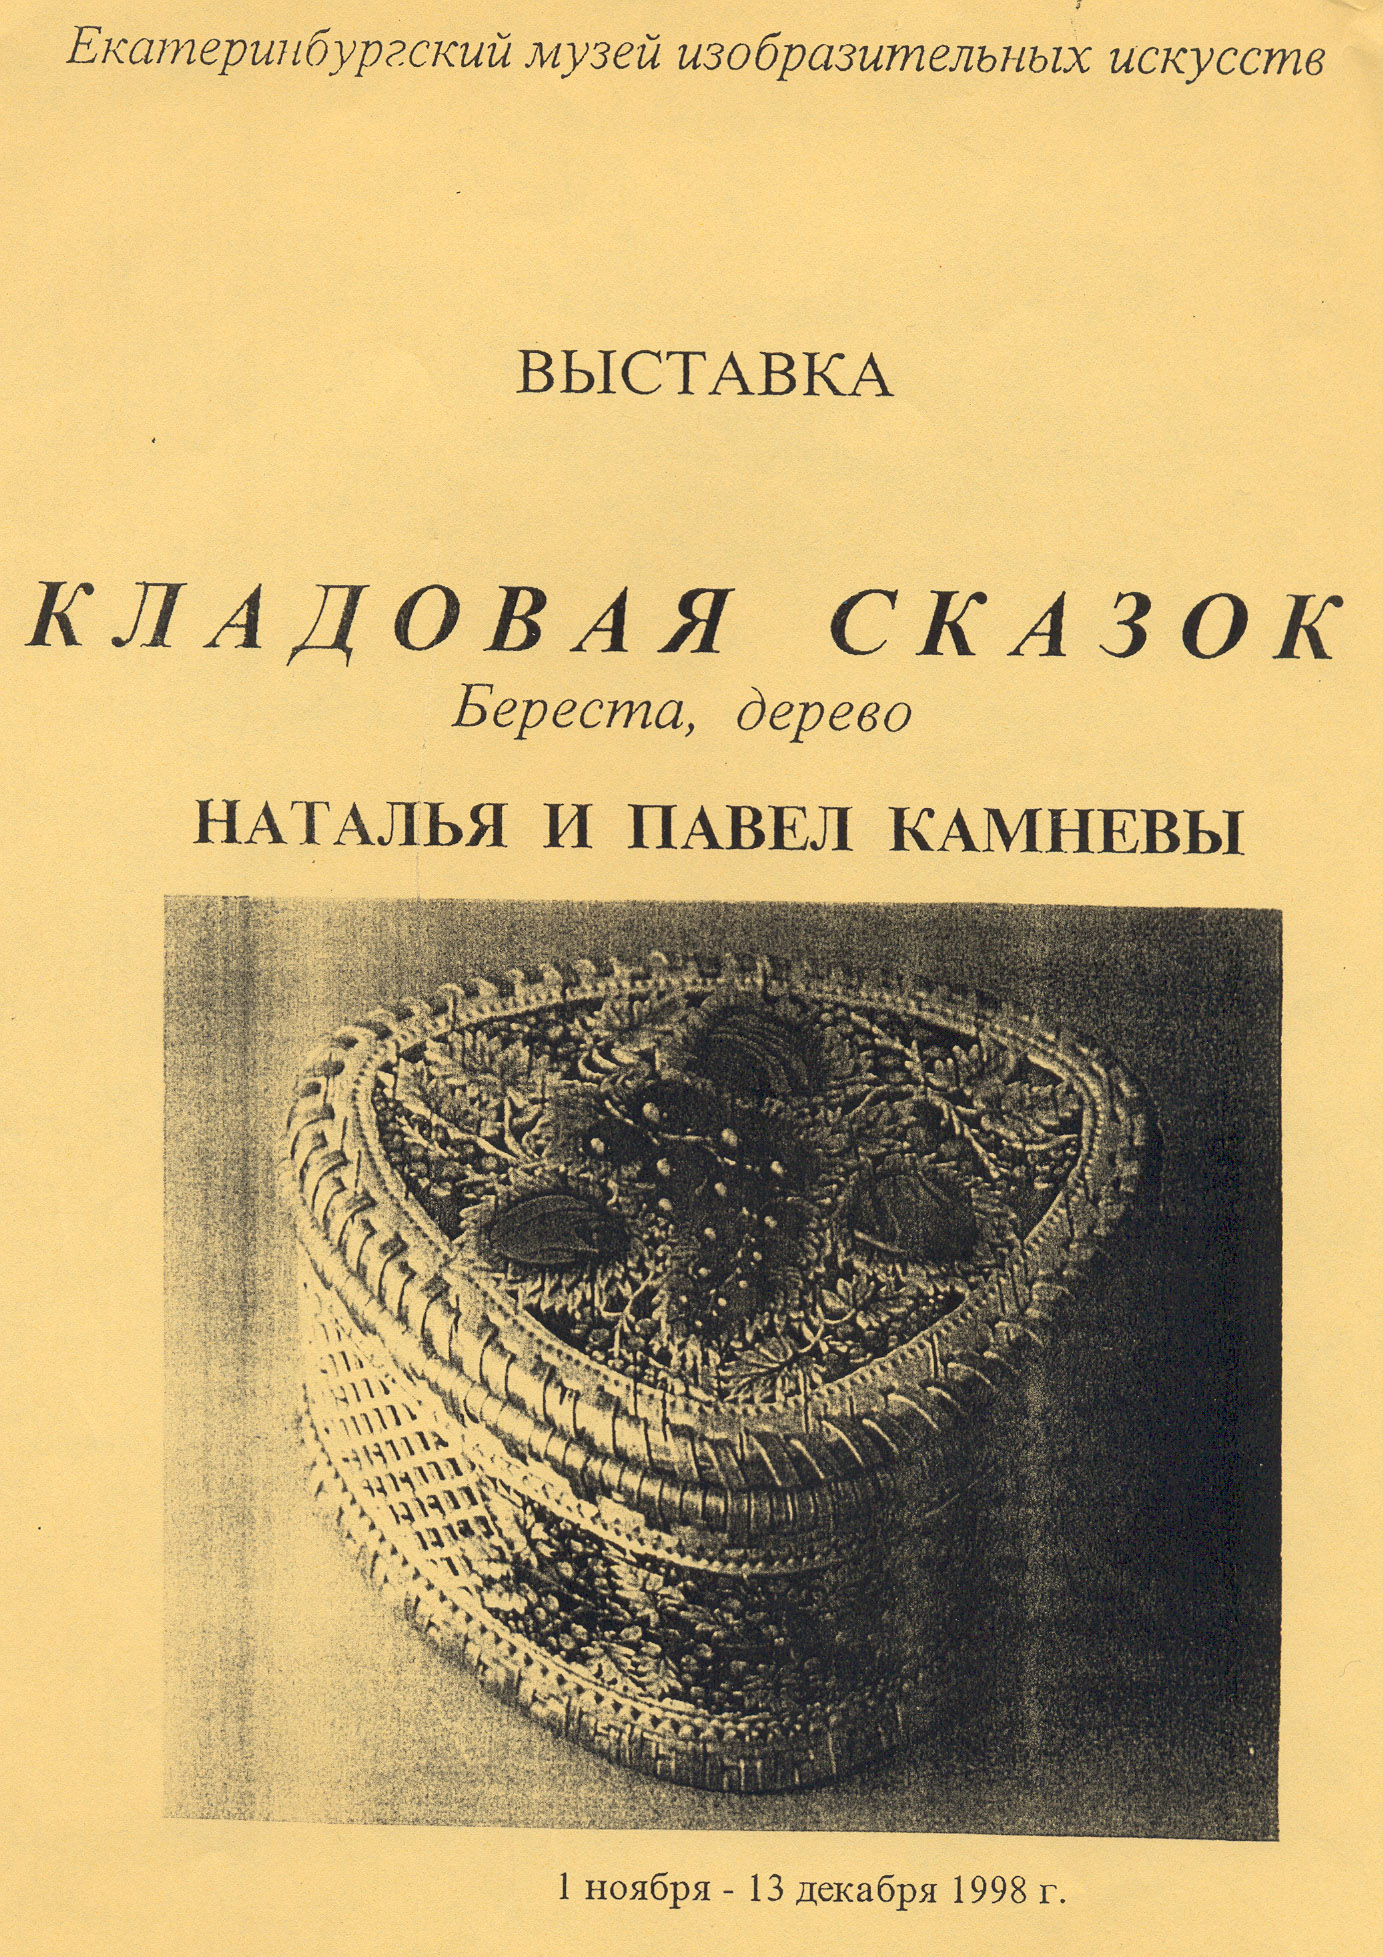 Екатеринбургский музей изобразительных искусств
ВЫСТАВКА
КЛАДОВАЯ СКАЗОК
Береста, дерево
НАТАЛЬЯ И ПАВЕЛ КАМНЕВЫ
1 ноября - 13 декабря 1998 г.